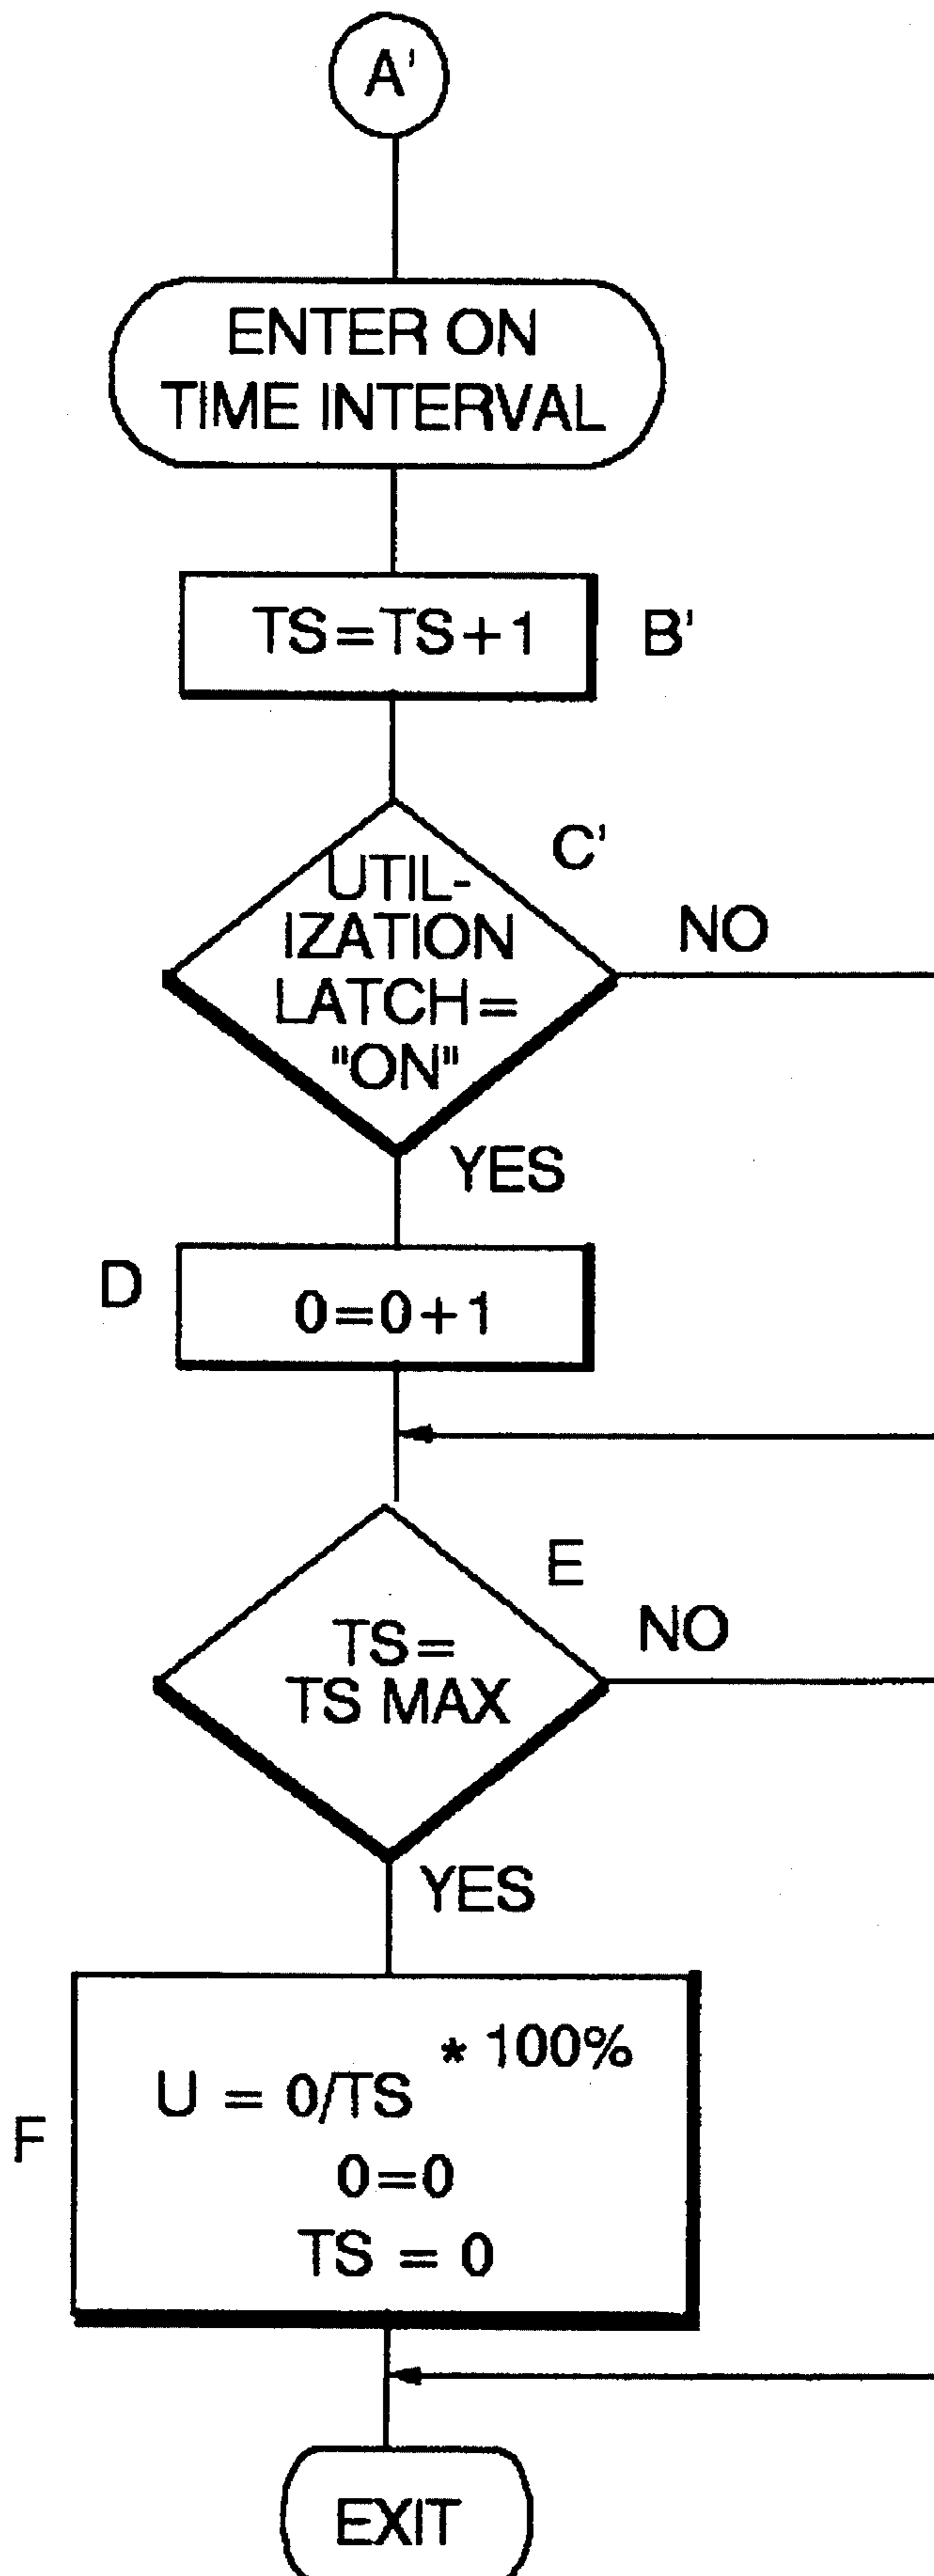 A'
ENTER ON
TIME INTERVAL
TS=TS+1
B'
C'
UTIL-
IZATION
LATCH=
"ON"
NO
YES
D
0=0+1
E
TS=
TS MAX
NO
YES
F
U = 0/TS * 100%
0=0
TS = 0
EXIT